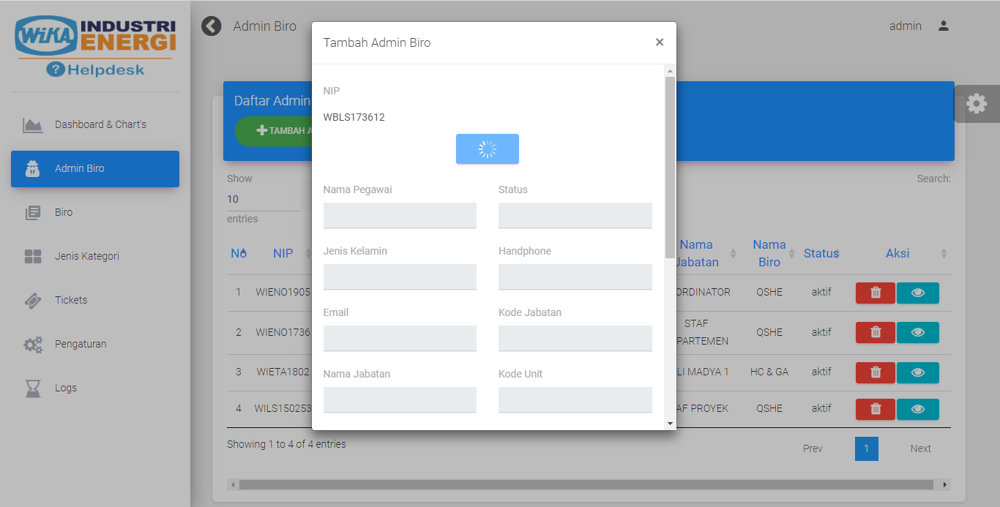 WiKA INDUSTRI
ENERGI
? Helpdesk
Dashboard & Chart's
Admin Biro
Biro
Jenis Kategori
Tickets
Pengaturan
Logs
Admin Biro
admin
Daftar Admin
TAMBAH A
Show
10
entries
Search:
NO NIP
Nama Jabatan
Nama Biro
Status
Aksi
1 WIENO1905 ORDINATOR QSHE aktif
2 WIENO1736 STAF PARTEMEN QSHE aktif
3 WIETA1802 LI MADYA 1 HC & GA aktif
4 WILS150253 AF PROYEK QSHE aktif
Showing 1 to 4 of 4 entries
Prev 1 Next
Tambah Admin Biro ×
NIP
WBLS173612
Nama Pegawai Status
Jenis Kelamin Handphone
Email Kode Jabatan
Nama Jabatan Kode Unit